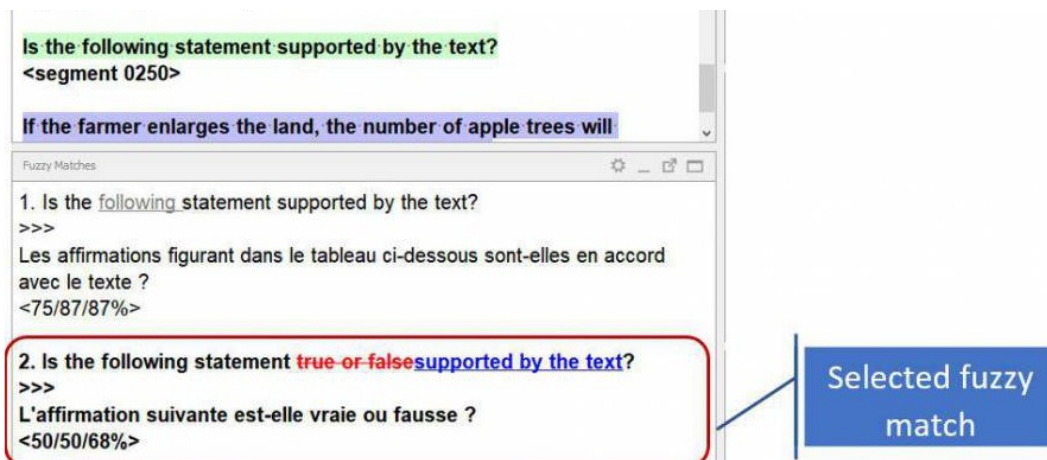 Is the following statement supported by the text?
<segment 0250>
If the farmer enlarges the land, the number of apple trees will
Fuzzy Matches
1. Is the following statement supported by the text?
>>>
Les affirmations figurant dans le tableau ci-dessous sont-elles en accord
avec le texte ?
<75/87/87%>
2. Is the following statement true or falsesupported by the text?
>>>
L'affirmation suivante est-elle vraie ou fausse ?
<50/50/68%>
Selected fuzzy
match